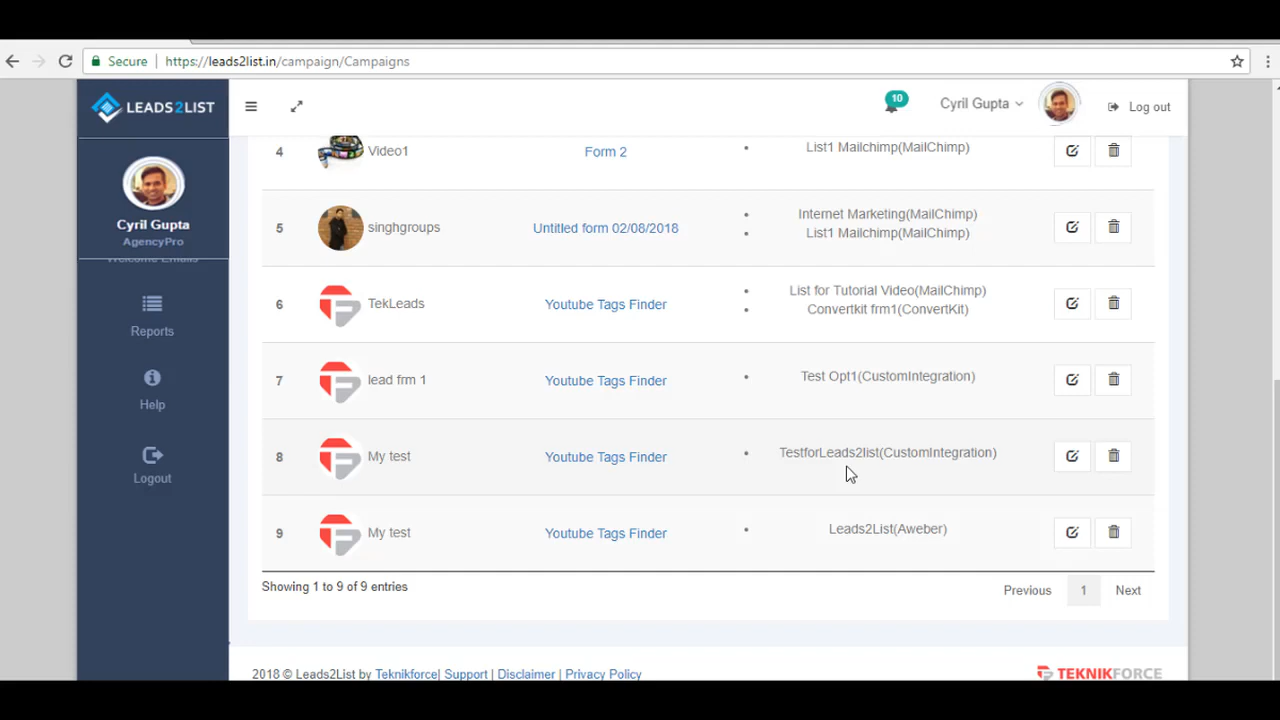 Secure | https://leads2list.in/campaign/Campaigns
LEADS2LIST
10
Cyril Gupta
Log out
Cyril Gupta
AgencyPro
Welcome Emails
Reports
Help
Logout
4 Video1 Form 2 • List1 Mailchimp(MailChimp)
5 singhgroups Untitled form 02/08/2018 • Internet Marketing(MailChimp)
• List1 Mailchimp(MailChimp)
6 TekLeads Youtube Tags Finder • List for Tutorial Video(MailChimp)
• Convertkit frm1(ConvertKit)
7 lead frm 1 Youtube Tags Finder • Test Opt1(CustomIntegration)
8 My test Youtube Tags Finder • TestforLeads2list(CustomIntegration)
9 My test Youtube Tags Finder • Leads2List(Aweber)
Showing 1 to 9 of 9 entries
Previous 1 Next
2018 © Leads2List by Teknikforce| Support | Disclaimer | Privacy Policy
TEKNIKFORCE